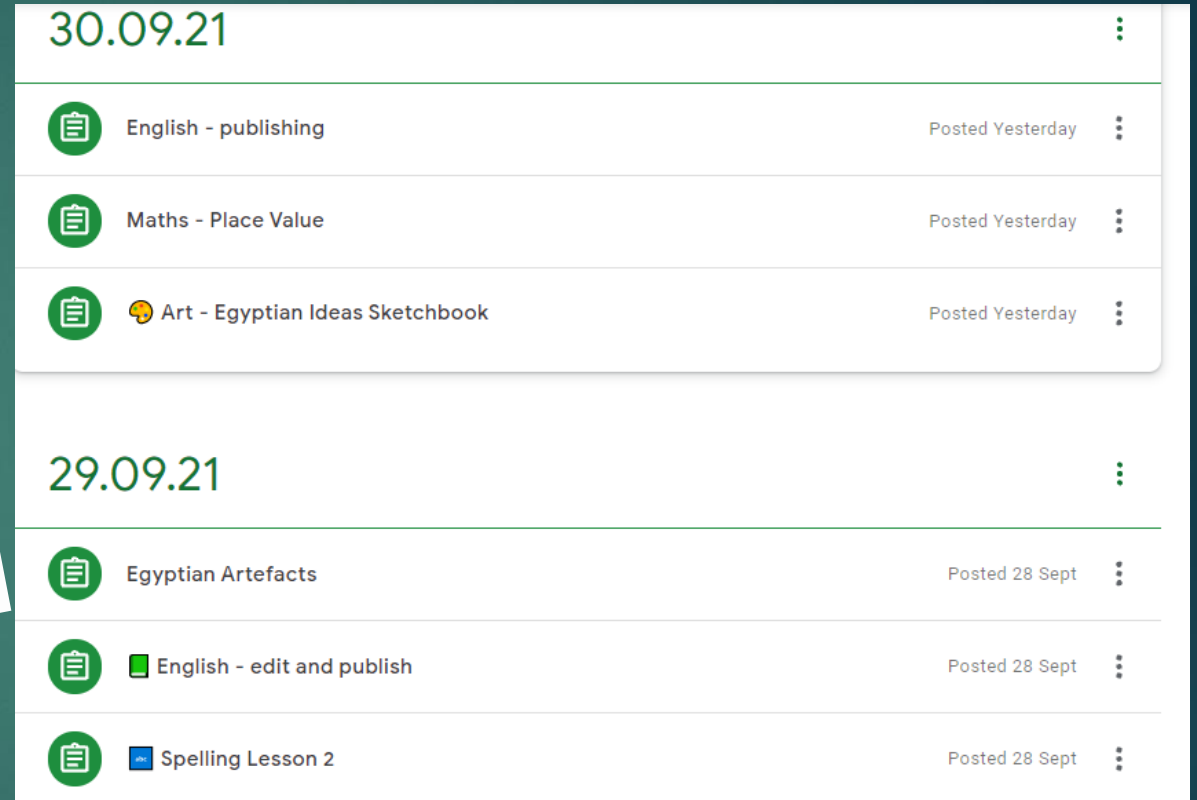 30.09.21
English - publishing Posted Yesterday
Maths - Place Value Posted Yesterday
Art - Egyptian Ideas Sketchbook Posted Yesterday
29.09.21
Egyptian Artefacts Posted 28 Sept
English - edit and publish Posted 28 Sept
abc Spelling Lesson 2 Posted 28 Sept